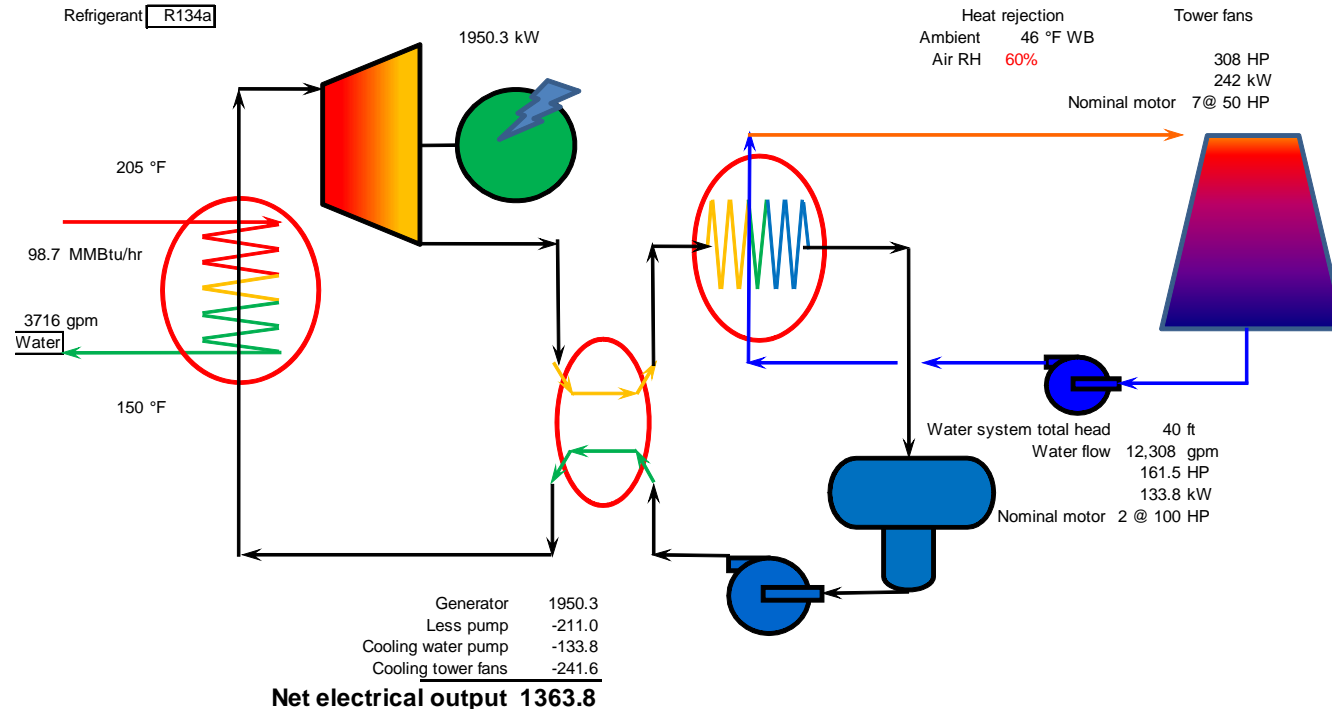 Refrigerant R134a
1950.3 kW
Heat rejection
Ambient 46 °F WB
Air RH 60%
Tower fans
308 HP
242 kW
Nominal motor 7@ 50 HP
205 °F
98.7 MMBtu/hr
3716 gpm
Water
150 °F
Water system total head 40 ft
Water flow 12,308 gpm
161.5 HP
133.8 kW
Nominal motor 2 @ 100 HP
Generator 1950.3
Less pump -211.0
Cooling water pump -133.8
Cooling tower fans -241.6
Net electrical output 1363.8